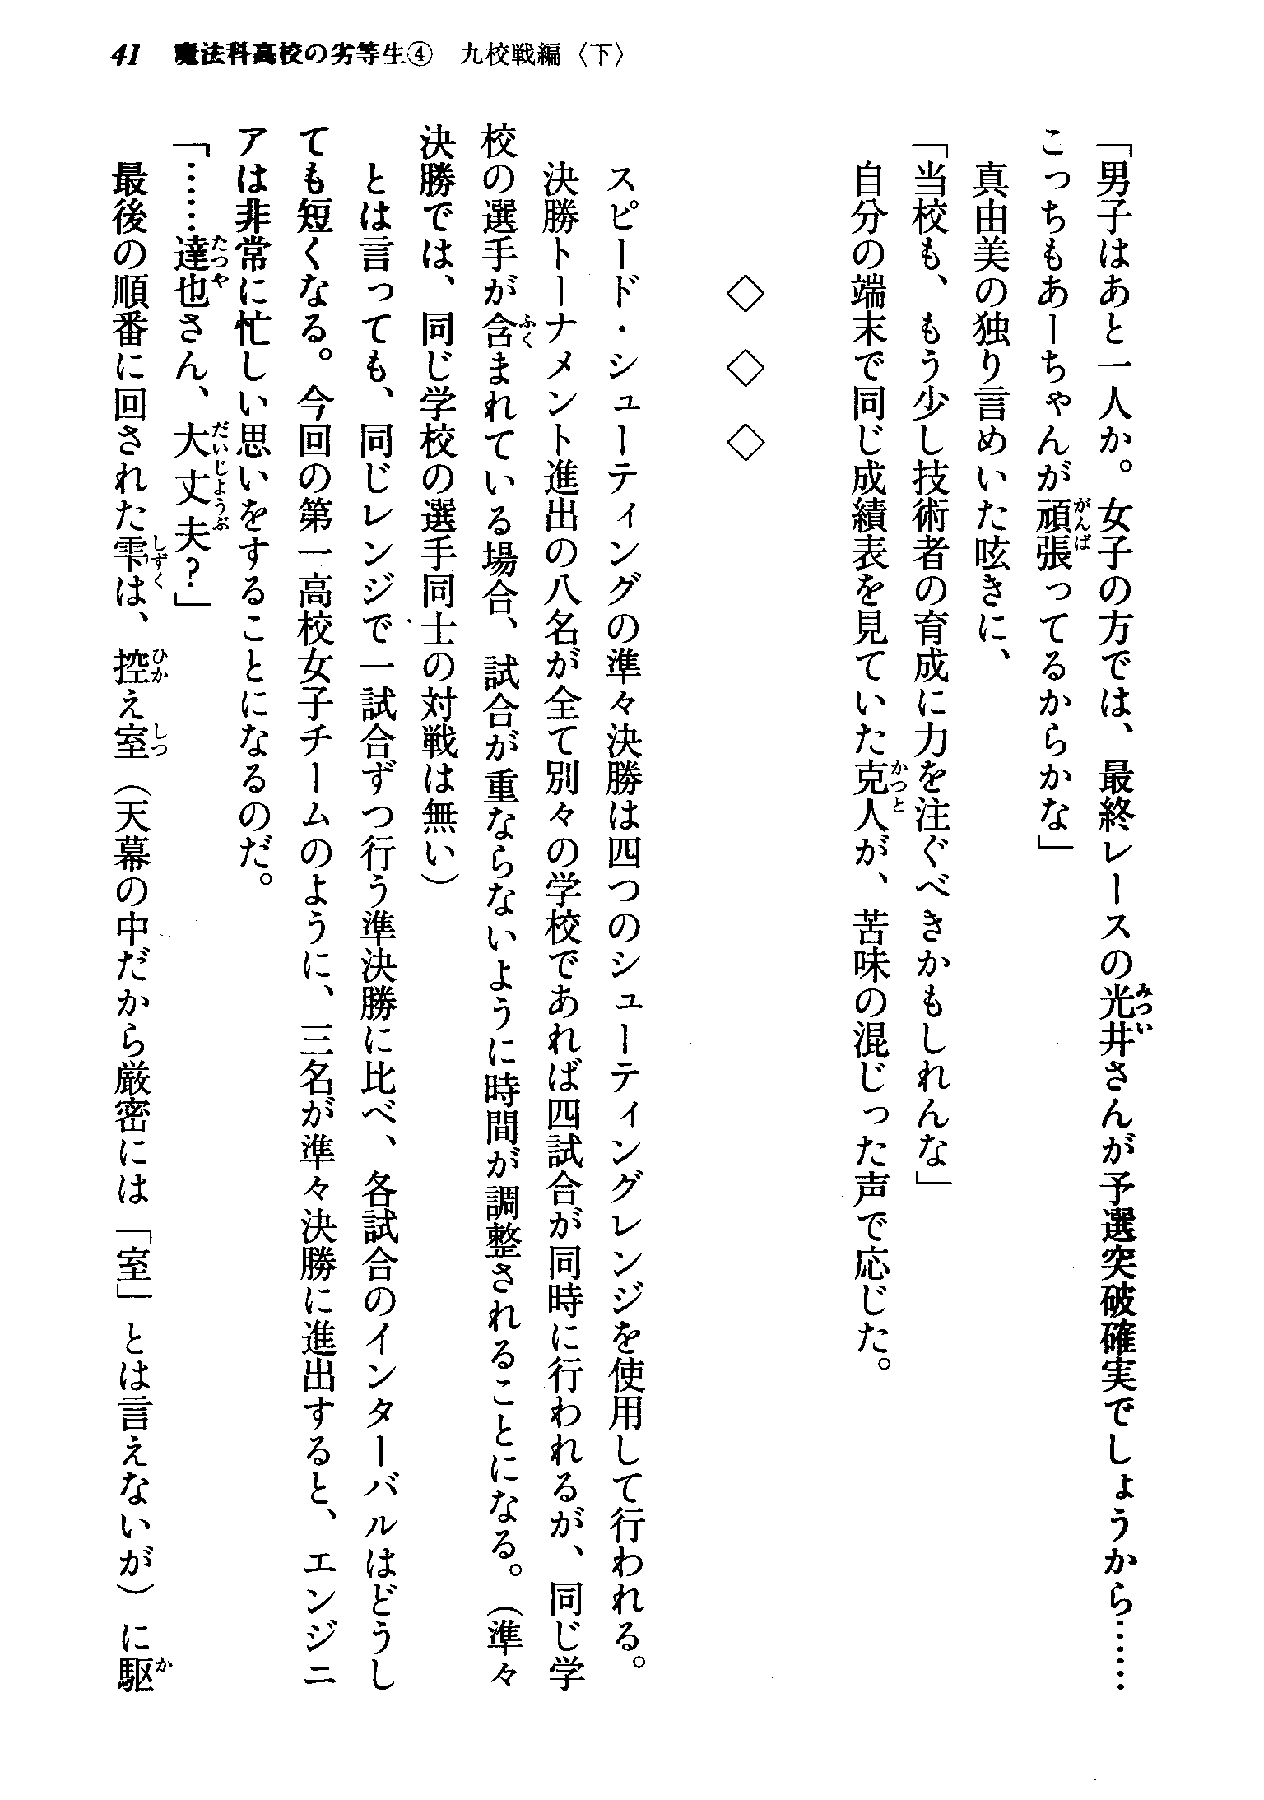 41　魔法科高校の劣等生④　九校戦編〈下〉
「男子はあと一人か。女子の方では、最終レースの光井さんが予選突破確実でしょうから……
こっちもあーちゃんが頑張ってるからかな」
　真由美の独り言めいた呟きに、
「当校も、もう少し技術者の育成に力を注ぐべきかもしれんな」
　自分の端末で同じ成績表を見ていた克人が、苦味の混じった声で応じた。
◇　◇　◇
　スピード・シューティングの準々決勝は四つのシューティングレンジを使用して行われる。
　決勝トーナメント進出の八名が全て別々の学校であれば四試合が同時に行われるが、同じ学
校の選手が含まれている場合、試合が重ならないように時間が調整されることになる。（準々
決勝では、同じ学校の選手同士の対戦は無い）
　とは言っても、同じレンジで一試合ずつ行う準決勝に比べ、各試合のインターバルはどうし
ても短くなる。今回の第一高校女子チームのように、三名が準々決勝に進出すると、エンジニ
アは非常に忙しい思いをすることになるのだ。
「……達也さん、大丈夫？」
　最後の順番に回された雫は、控え室（天幕の中だから厳密には「室」とは言えないが）に駆